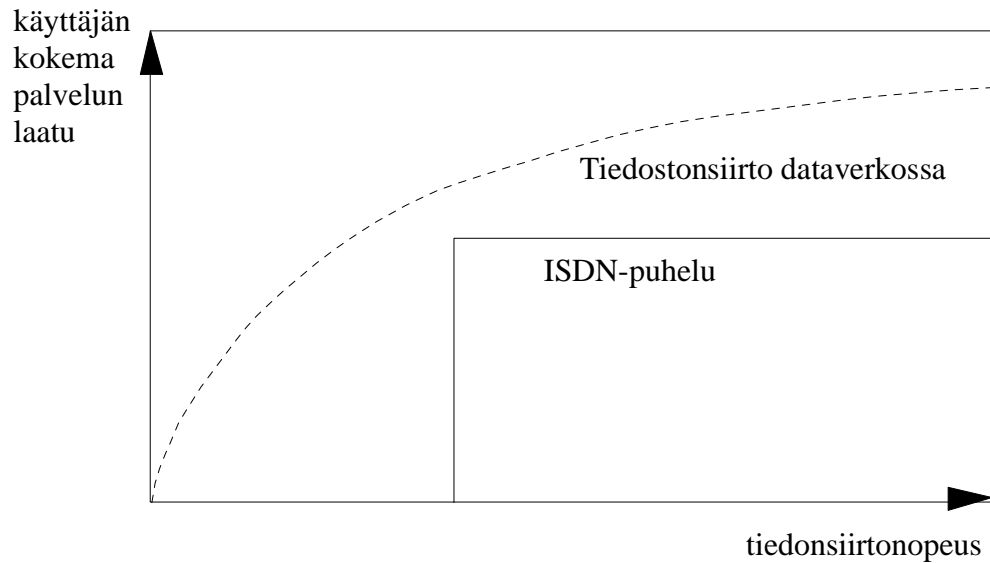 käyttäjän
kokema
palvelun
laatu
Tiedostonsiirto dataverkossa
ISDN-puhelu
tiedonsiirtonopeus